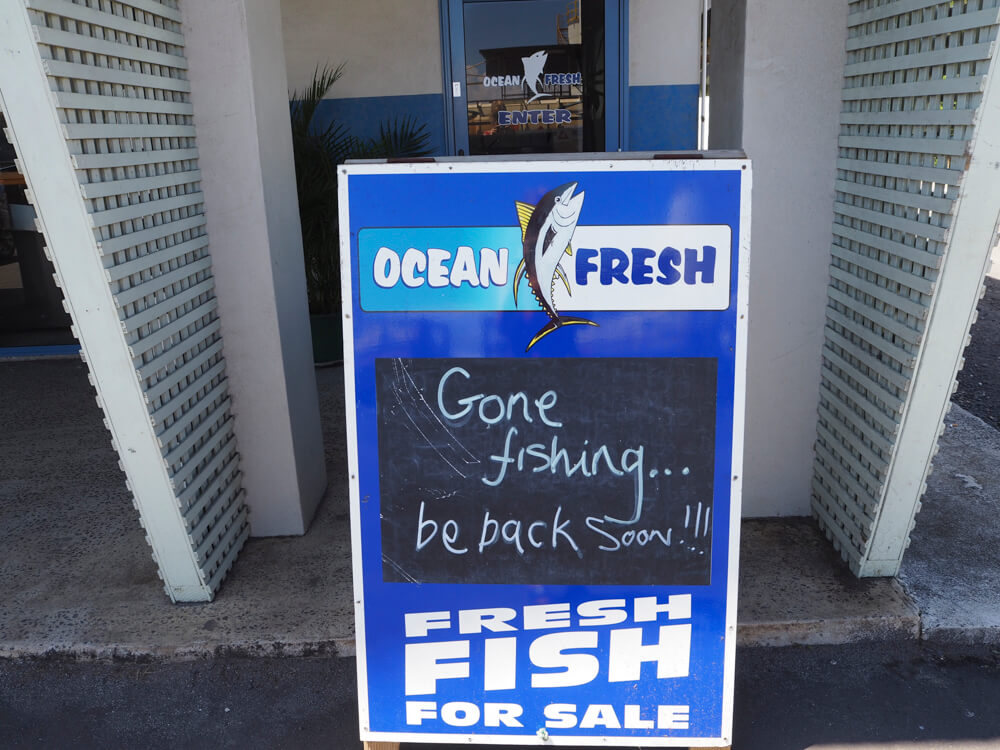 OCEAN FRESH
ENTER
OCEAN FRESH
Gone
fishing...
be back soon!!!
FRESH
FISH
FOR SALE